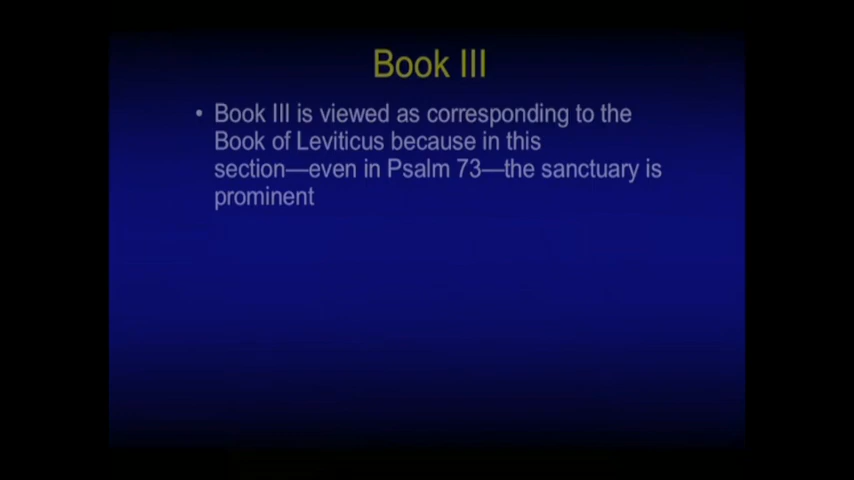 Book III
• Book III is viewed as corresponding to the
Book of Leviticus because in this
section—even in Psalm 73—the sanctuary is
prominent